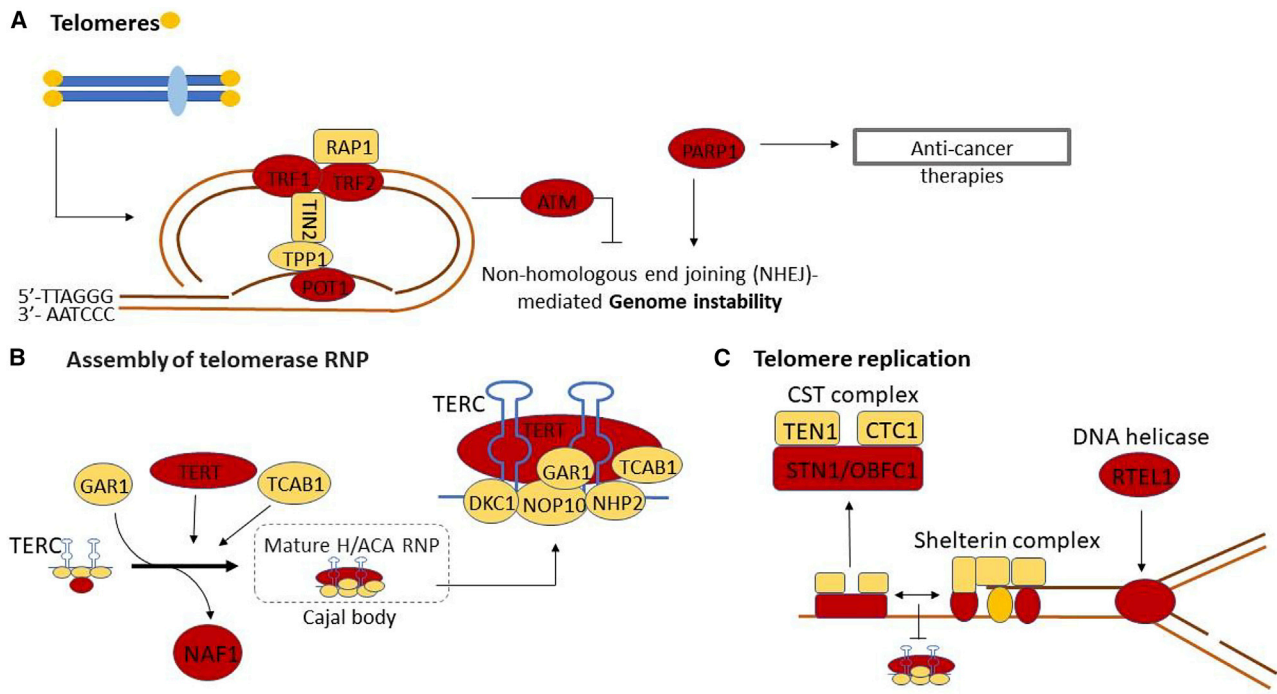 A Telomeres
RAP1
TRF1 TRF2
TIN2
TPP1
POT1
5’-TTAGGG
3’- AATCCC
ATM
PARP1
Anti-cancer
therapies
Non-homologous end joining (NHEJ)-
mediated Genome instability
B Assembly of telomerase RNP
GAR1
TERT
TCAB1
TERC
NAF1
Mature H/ACA RNP
Cajal body
TERC
TERT
GAR1
TCAB1
DKC1
NOP10
NHP2
C Telomere replication
CST complex
TEN1 CTC1
STN1/OBFC1
DNA helicase
RTEL1
Shelterin complex